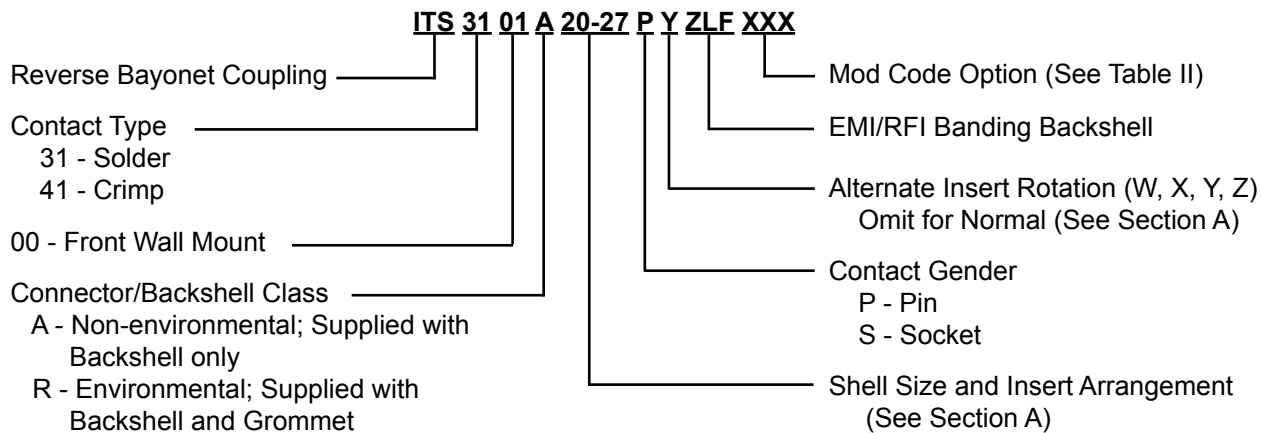 ITS 31 01 A 20-27 P Y ZLF XXX
Reverse Bayonet Coupling
Contact Type
31 - Solder
41 - Crimp
00 - Front Wall Mount
Connector/Backshell Class
A - Non-environmental; Supplied with
Backshell only
R - Environmental; Supplied with
Backshell and Grommet
Mod Code Option (See Table II)
EMI/RFI Banding Backshell
Alternate Insert Rotation (W, X, Y, Z)
Omit for Normal (See Section A)
Contact Gender
P - Pin
S - Socket
Shell Size and Insert Arrangement
(See Section A)